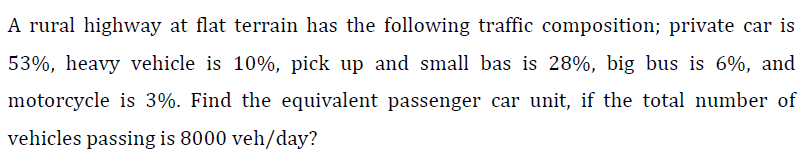 A rural highway at flat terrain has the following traffic composition; private car is
53%, heavy vehicle is 10%, pick up and small bas is 28%, big bus is 6%, and
motorcycle is 3%. Find the equivalent passenger car unit, if the total number of
vehicles passing is 8000 veh/day?